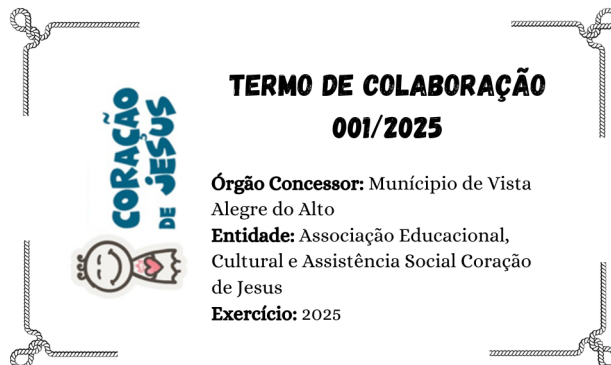 CORAÇÃO
DE JESUS
TERMO DE COLABORAÇÃO
001/2025
Órgão Concessor: Munícipio de Vista
Alegre do Alto
Entidade: Associação Educacional,
Cultural e Assistência Social Coração
de Jesus
Exercício: 2025